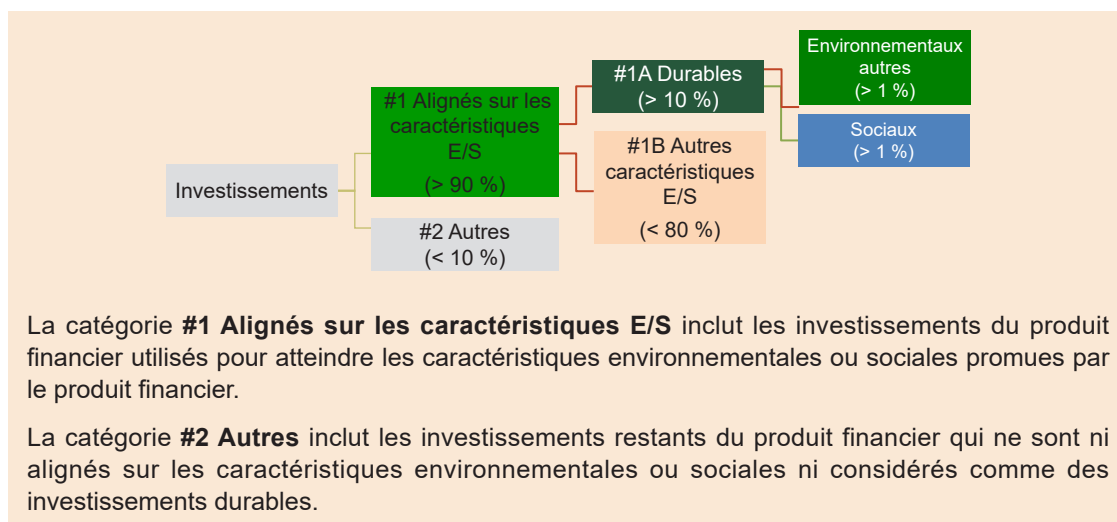 Investissements
#1 Alignés sur les
caractéristiques
E/S
(> 90 %)
#2 Autres
(< 10 %)
#1A Durables
(> 10 %)
#1B Autres
caractéristiques
E/S
(< 80 %)
Environnementaux
autres
(> 1 %)
Sociaux
(> 1 %)
La catégorie #1 Alignés sur les caractéristiques E/S inclut les investissements du produit
financier utilisés pour atteindre les caractéristiques environnementales ou sociales promues par
le produit financier.
La catégorie #2 Autres inclut les investissements restants du produit financier qui ne sont ni
alignés sur les caractéristiques environnementales ou sociales ni considérés comme des
investissements durables.